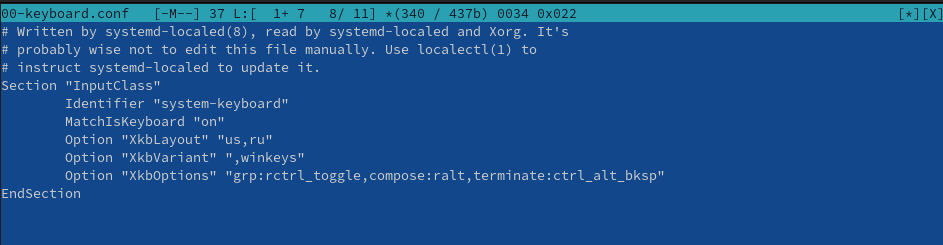 00-keyboard.conf   [-M--] 37 L:[  1+ 7   8/ 11] *(340 / 437b) 0034 0x022                                         [*][X]
# Written by systemd-localed(8), read by systemd-localed and Xorg. It's
# probably wise not to edit this file manually. Use localectl(1) to
# instruct systemd-localed to update it.
Section "InputClass"
        Identifier "system-keyboard"
        MatchIsKeyboard "on"
        Option "XkbLayout" "us,ru"
        Option "XkbVariant" ",winkeys"
        Option "XkbOptions" "grp:rctrl_toggle,compose:ralt,terminate:ctrl_alt_bksp"
EndSection